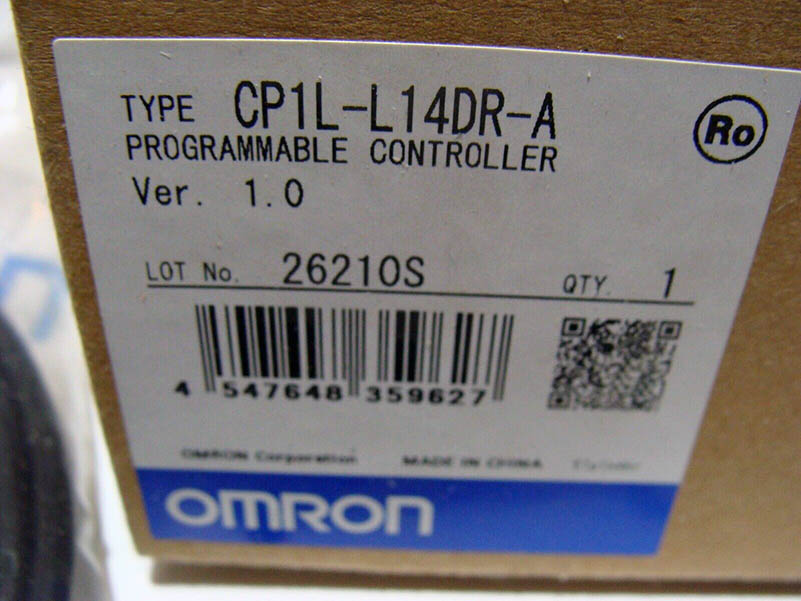 TYPE CP1L-L14DR-A Ro
PROGRAMMABLE CONTROLLER
Ver. 1.0
LOT No. 26210S QTY. 1
4 547648 359627
OMRON Corporation MADE IN CHINA
OMRON